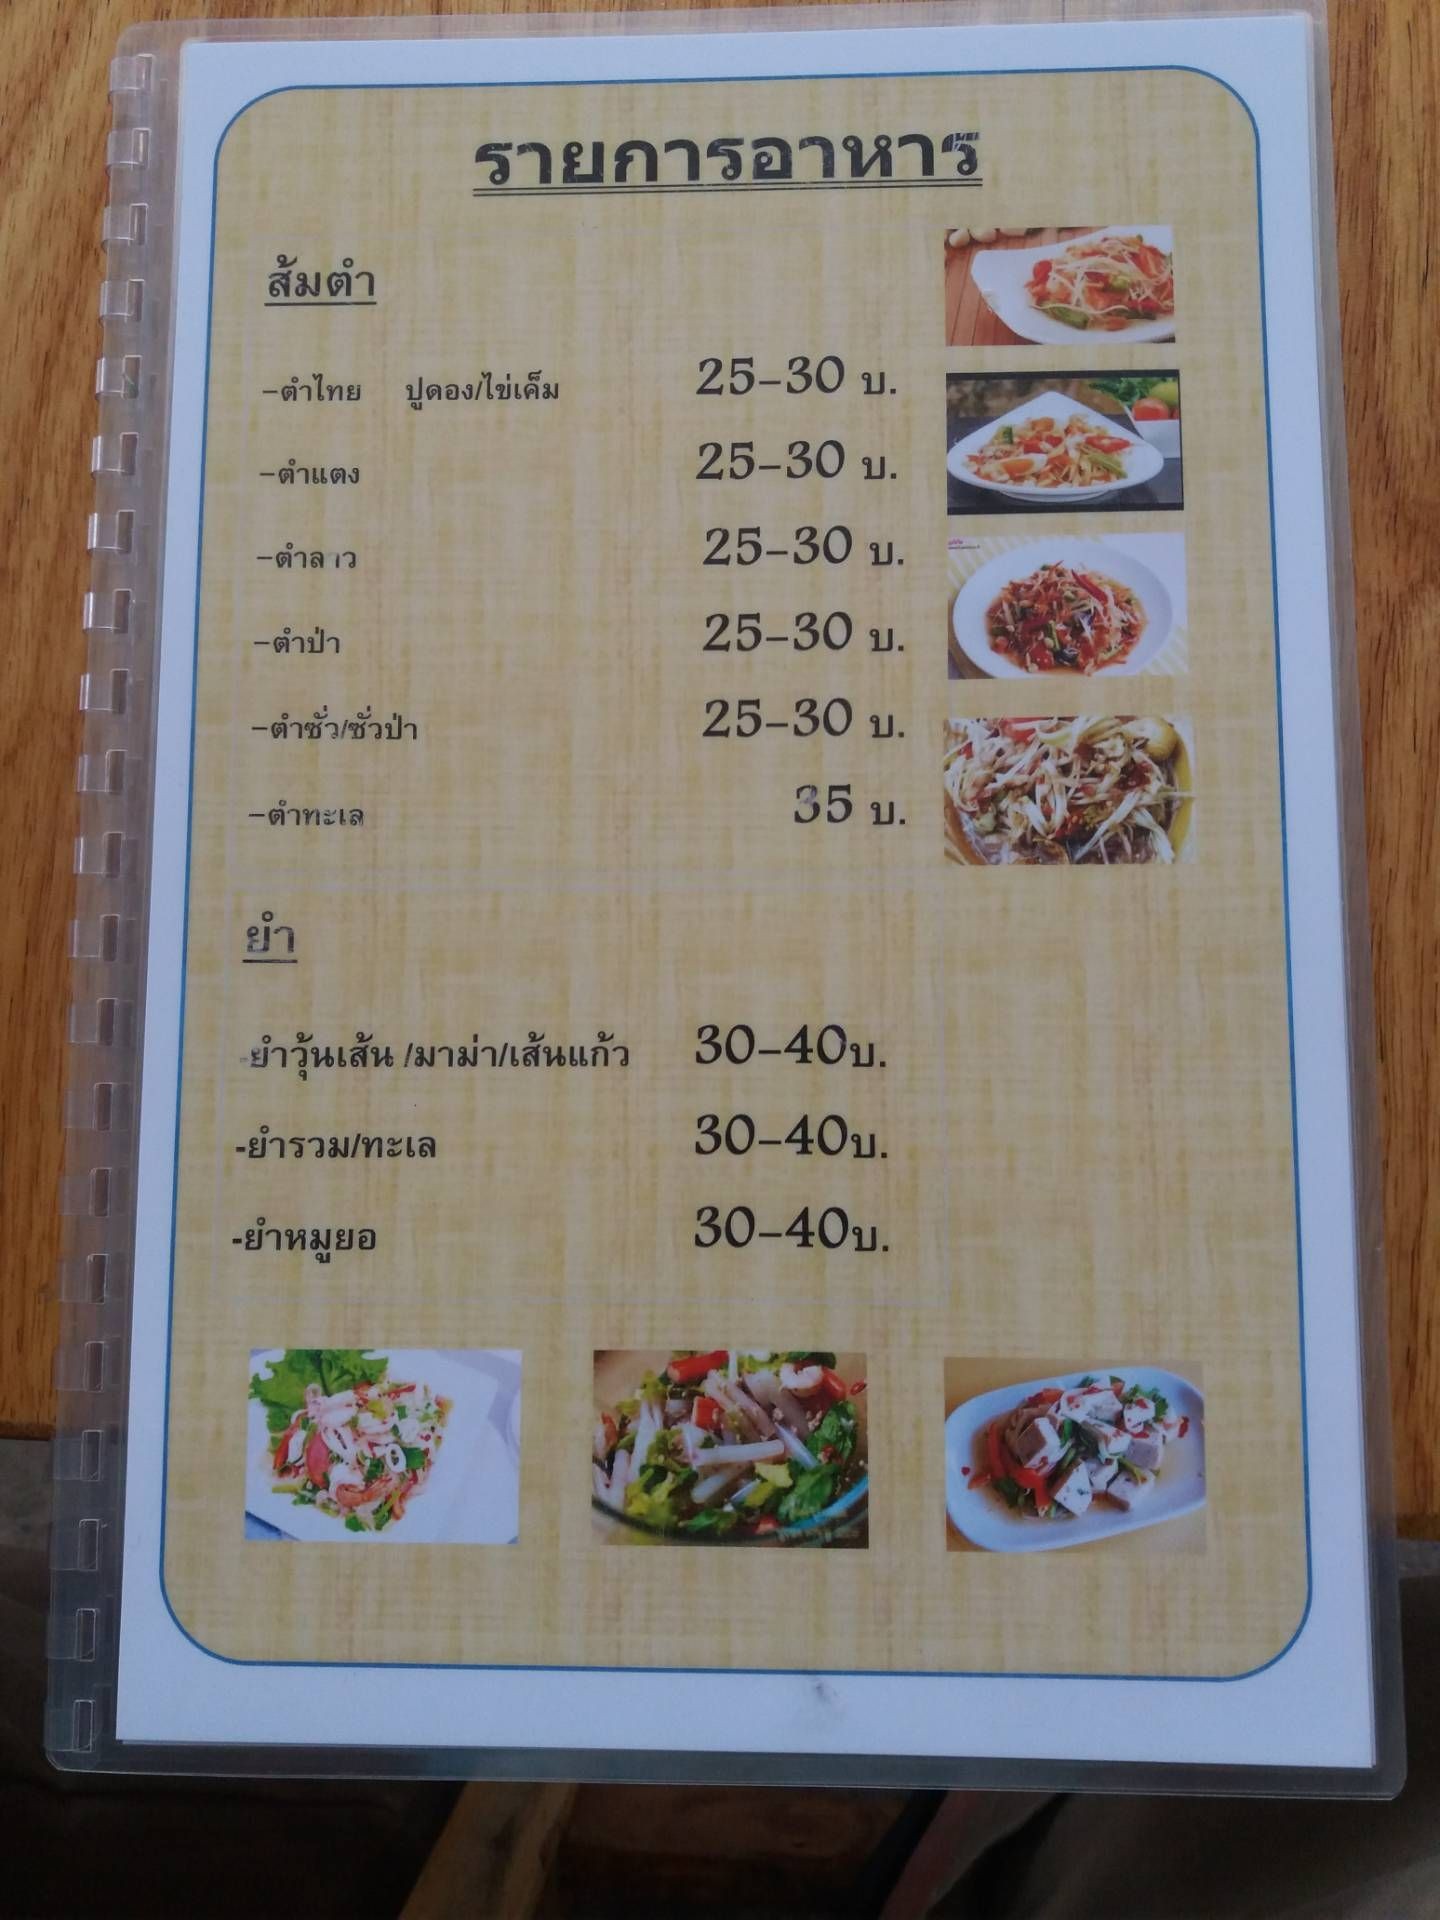 รายการอาหาร
ส้มตำ
-ตำไทย ปูดอง/ไข่เค็ม 25-30 บ.
-ตำแตง 25-30 บ.
-ตำลาว 25-30 บ.
-ตำป่า 25-30 บ.
-ตำซั่ว/ซั่วป่า 25-30 บ.
-ตำทะเล 35 บ.
ยำ
-ยำวุ้นเส้น /มาม่า/เส้นแก้ว 30-40บ.
-ยำรวม/ทะเล 30-40บ.
-ยำหมูยอ 30-40บ.